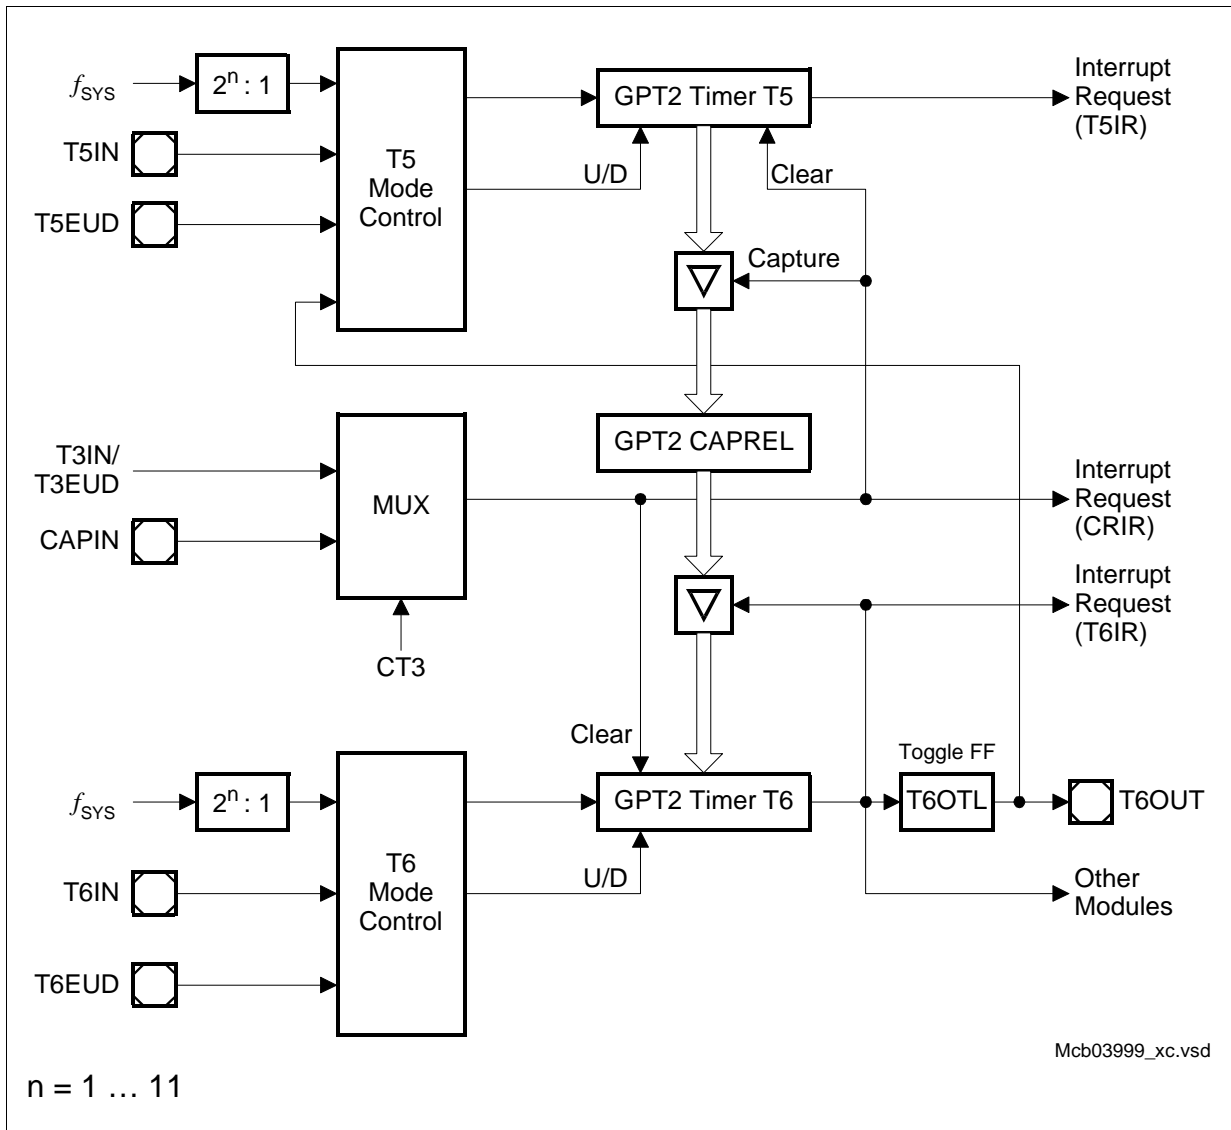 f_SYS
2^n : 1
T5IN
T5EUD
T5
Mode
Control
GPT2 Timer T5
Interrupt
Request
(T5IR)
U/D
Clear
Capture
T3IN/
T3EUD
CAPIN
MUX
CT3
GPT2 CAPREL
Interrupt
Request
(CRIR)
Interrupt
Request
(T6IR)
Clear
f_SYS
2^n : 1
T6IN
T6EUD
T6
Mode
Control
GPT2 Timer T6
U/D
Toggle FF
T6OTL
T6OUT
Other
Modules
Mcb03999_xc.vsd
n = 1 … 11